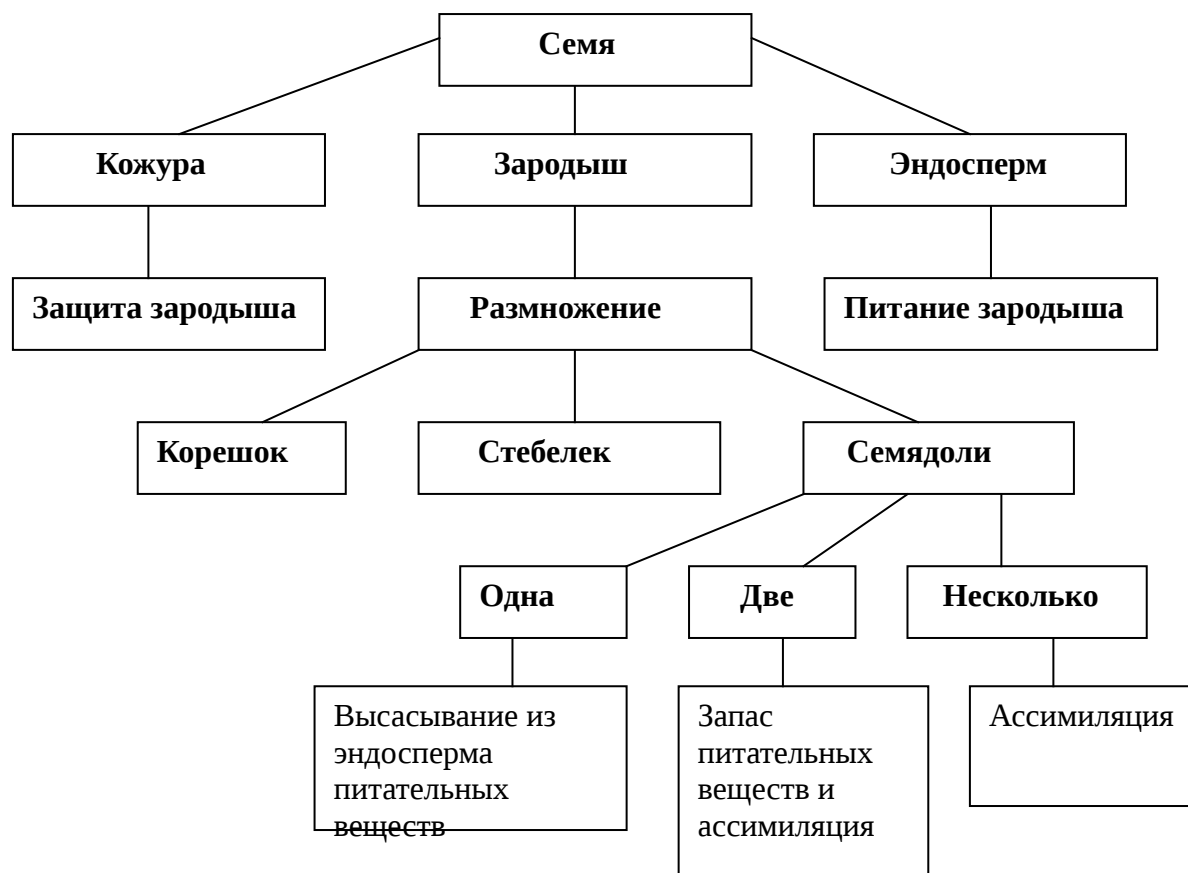 Семя
Кожура
Зародыш
Эндосперм
Защита зародыша
Размножение
Питание зародыша
Корешок
Стебелек
Семядоли
Одна
Две
Несколько
Высасывание из
эндосперма
питательных
веществ
Запас
питательных
веществ и
ассимиляция
Ассимиляция